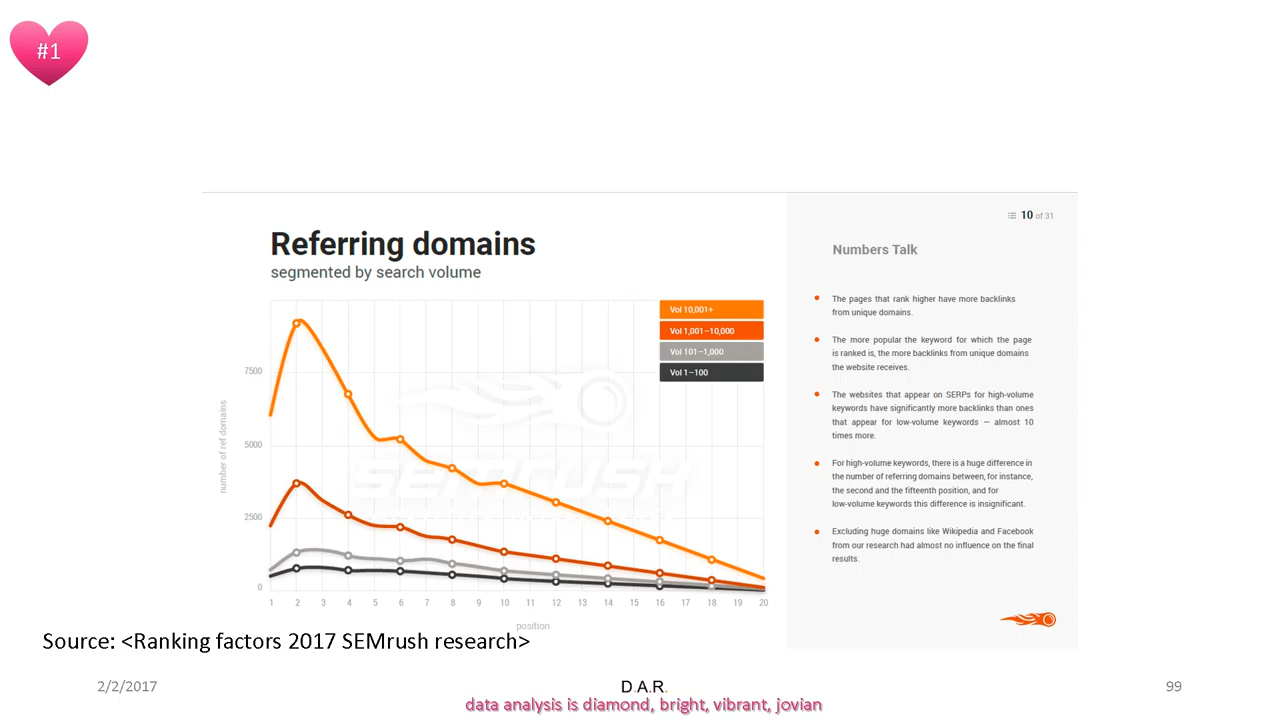 #1
10 of 31
Referring domains
segmented by search volume
Numbers Talk
Vol 10,001+
Vol 1,001–10,000
Vol 101–1,000
Vol 1–100
7500
5000
2500
0
number of ref domains
SEMRUSH
1 2 3 4 5 6 7 8 9 10 11 12 13 14 15 16 17 18 19 20
position
The pages that rank higher have more backlinks
from unique domains.
The more popular the keyword for which the page
is ranked is, the more backlinks from unique domains
the website receives.
The websites that appear on SERPs for high-volume
keywords have significantly more backlinks than ones
that appear for low-volume keywords — almost 10
times more.
For high-volume keywords, there is a huge difference in
the number of referring domains between, for instance,
the second and the fifteenth position, and for
low-volume keywords this difference is insignificant.
Excluding huge domains like Wikipedia and Facebook
from our research had almost no influence on the final
results.
Source: <Ranking factors 2017 SEMrush research>
2/2/2017
D.A.R.
99
data analysis is diamond, bright, vibrant, jovian